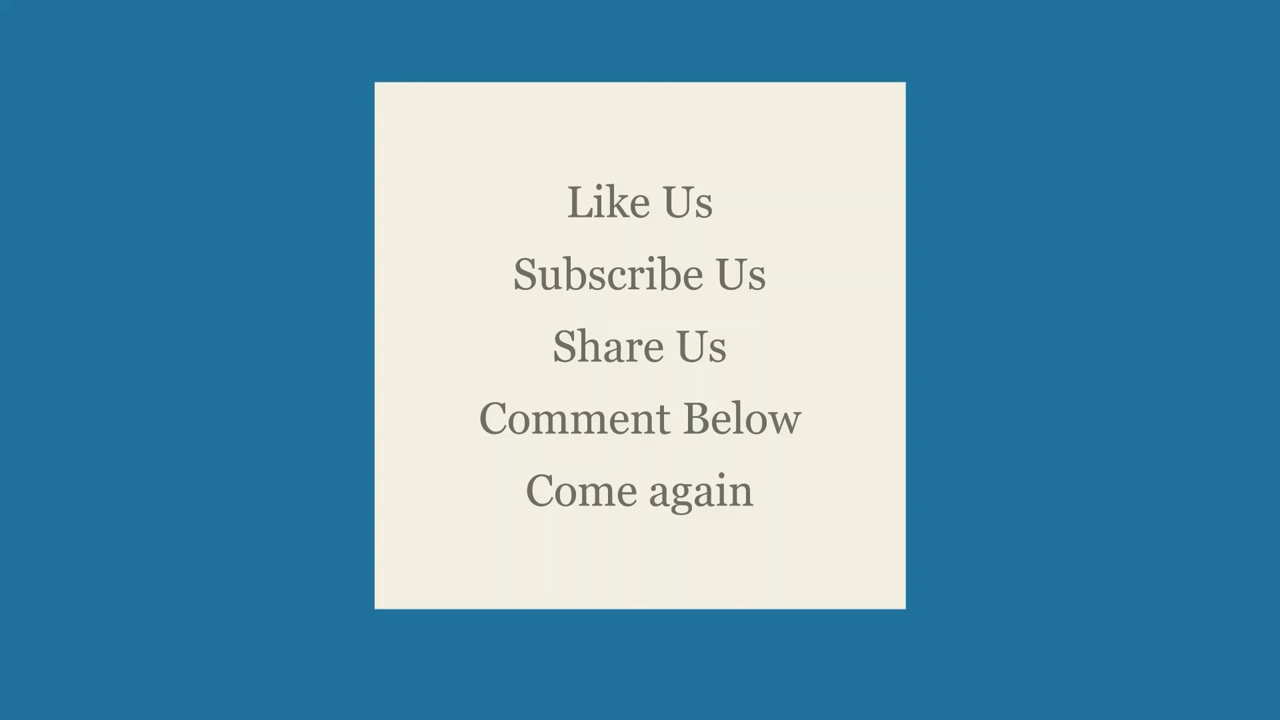 Like Us
Subscribe Us
Share Us
Comment Below
Come again